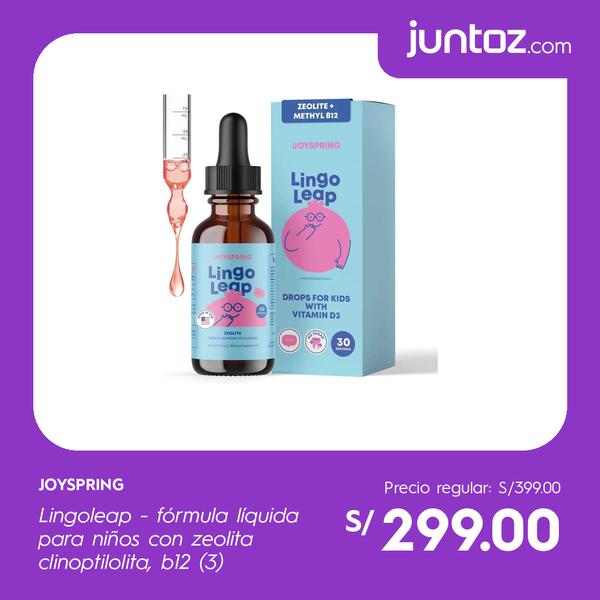 juntoz.com
ZEOLITE +
METHYL B12
JOYSPRING
Lingo
Leap
DROPS FOR KIDS
WITH
VITAMIN D3
30
JOYSPRING
Lingo
Leap
ZEOLITE
JOYSPRING
Lingoleap - fórmula líquida
para niños con zeolita
clinoptilolita, b12 (3)
Precio regular: S/399.00
S/ 299.00